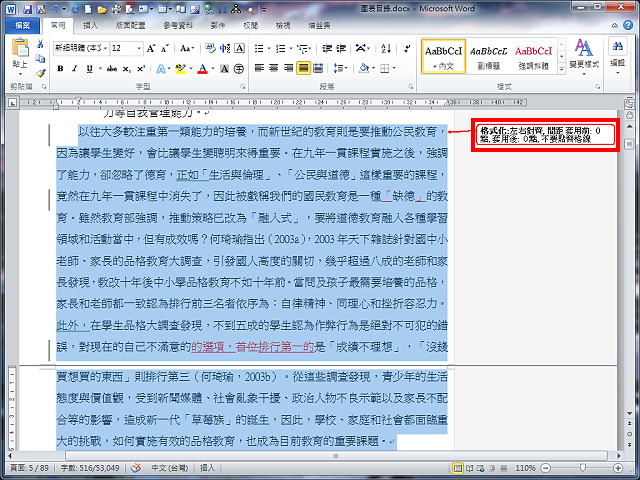 圖表目錄.docx - Microsoft Word
檔案 常用 插入 版面配置 參考資料 郵件 校閱 檢視 增益集
新細明體 (本文 12
AaBbCcI AaBbCcI AaBbCcI
貼上 內文 副標題 強調斜體 變更樣式 編輯
剪貼簿 字型 段落 樣式
力等自我管理能力。
以往大多較注重第一類能力的培養,而新世紀的教育則是要推動公民教育,
因為讓學生變好,會比讓學生變聰明來得重要。在九年一貫課程實施之後,強調
了能力,卻忽略了德育,正如「生活與倫理」、「公民與道德」這樣重要的課程,
竟然在九年一貫課程中消失了,因此被戲稱我們的國民教育是一種「缺德」的教
育。雖然教育部強調,推動策略已改為「融入式」,要將道德教育融入各種學習
領域和活動當中,但有成效嗎?何琦瑜指出(2003a),2003 年天下雜誌針對國中小
老師、家長的品格教育大調查,引發國人高度的關切,幾乎超過八成的老師和家
長發現,教改十年後中小學品格教育不如十年前。當問及孩子最需要培養的品格,
家長和老師都一致認為排行前三名者依序為:自律精神、同理心和挫折容忍力。
此外,在學生品格大調查發現,不到五成的學生認為作弊行為是絕對不可犯的錯
誤,對現在的自己不滿意的的選項,首位排行第一的是「成績不理想」,「沒錢
買想買的東西」則排行第三(何琦瑜,2003b)。從這些調查發現,青少年的生活
態度與價值觀,受到新聞媒體、社會亂象干擾、政治人物不良示範以及家長不配
合等的影響,造成新一代「草莓族」的誕生,因此,學校、家庭和社會都面臨重
大的挑戰,如何實施有效的品格教育,也成為目前教育的重要課題。
格式化: 左右對齊, 間距 套用前: 0
點, 套用後: 0 點, 不要貼齊格線
頁面: 5 / 89 字數: 516/53,049 中文 (台灣) 插入 110%